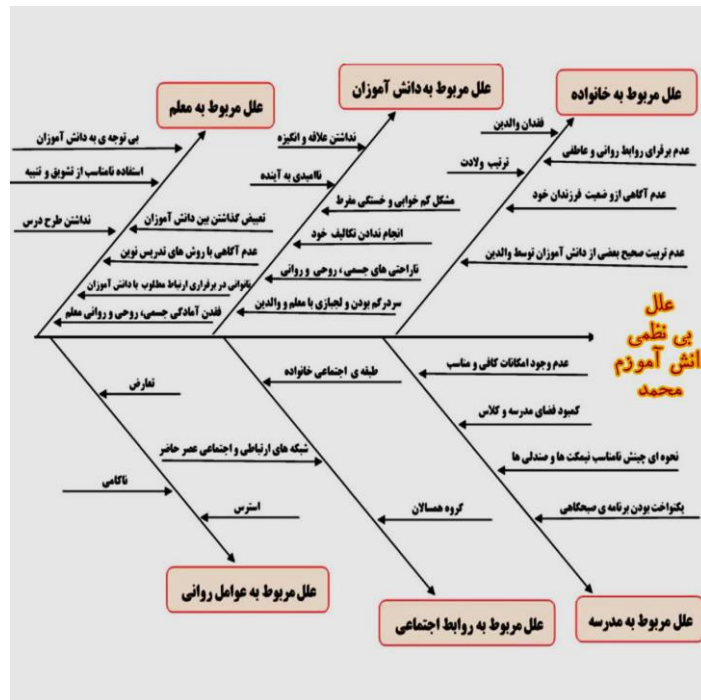 علل مربوط به خانواده
فقدان والدین
عدم برقرای روابط روانی و عاطفی
ترتیب ولادت
عدم آگاهی ازو ضعیت فرزندان خود
عدم تربیت صحیح بعضی از دانش آموزان توسط والدین
علل مربوط به دانش آموزان
نداشتن علاقه و انگیزه
ناامیدی به آینده
مشکل کم خوابی و خستگی مفرط
انجام ندادن تکالیف خود
ناراحتی های جسمی، روحی و روانی
سردرگم بودن و لجبازی با معلم و والدین
علل مربوط به معلم
بی توجه ی به دانش آموزان
استفاده نامناسب از تشویق و تنبیه
تعبیض گذاشتن بین دانش آموزان
نداشتن طرح درس
عدم آگاهی با روش های تدریس نوین
ناتوانی در برقراری ارتباط مطلوب با دانش آموزان
فقدن آمادگی جسمی، روحی و روانی معلم
علل
بی نظمی
انش آموزم
محمد
عدم وجود امکانات کافی و مناسب
کمبود فضای مدرسه و کلاس
نحوه ای چینش نامناسب نیمکت ها و صندلی ها
یکنواخت بودن برنامه ی صبحگاهی
علل مربوط به مدرسه
طبقه ی اجتماعی خانواده
شبکه های ارتباطی و اجتماعی عصر حاضر
گروه همسالان
علل مربوط به روابط اجتماعی
تعارض
ناکامی
استرس
علل مربوط به عوامل روانی